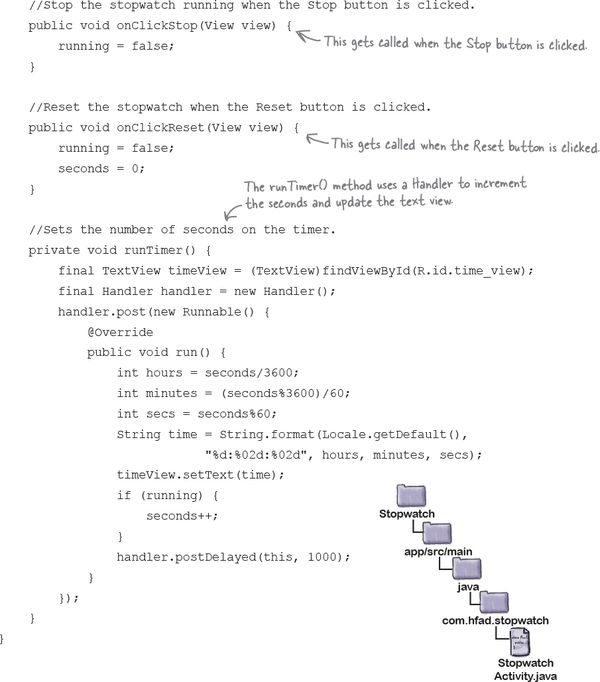 //Stop the stopwatch running when the Stop button is clicked.
public void onClickStop(View view) {
This gets called when the Stop button is clicked.
running = false;
}
//Reset the stopwatch when the Reset button is clicked.
public void onClickReset(View view) {
This gets called when the Reset button is clicked.
running = false;
seconds = 0;
}
The runTimer() method uses a Handler to increment
the seconds and update the text view.
//Sets the number of seconds on the timer.
private void runTimer() {
final TextView timeView = (TextView)findViewById(R.id.time_view);
final Handler handler = new Handler();
handler.post(new Runnable() {
@Override
public void run() {
int hours = seconds/3600;
int minutes = (seconds%3600)/60;
int secs = seconds%60;
String time = String.format(Locale.getDefault(),
"%d:%02d:%02d", hours, minutes, secs);
timeView.setText(time);
if (running) {
seconds++;
}
handler.postDelayed(this, 1000);
}
});
}
}
Stopwatch
app/src/main
java
com.hfad.stopwatch
Stopwatch
Activity.java